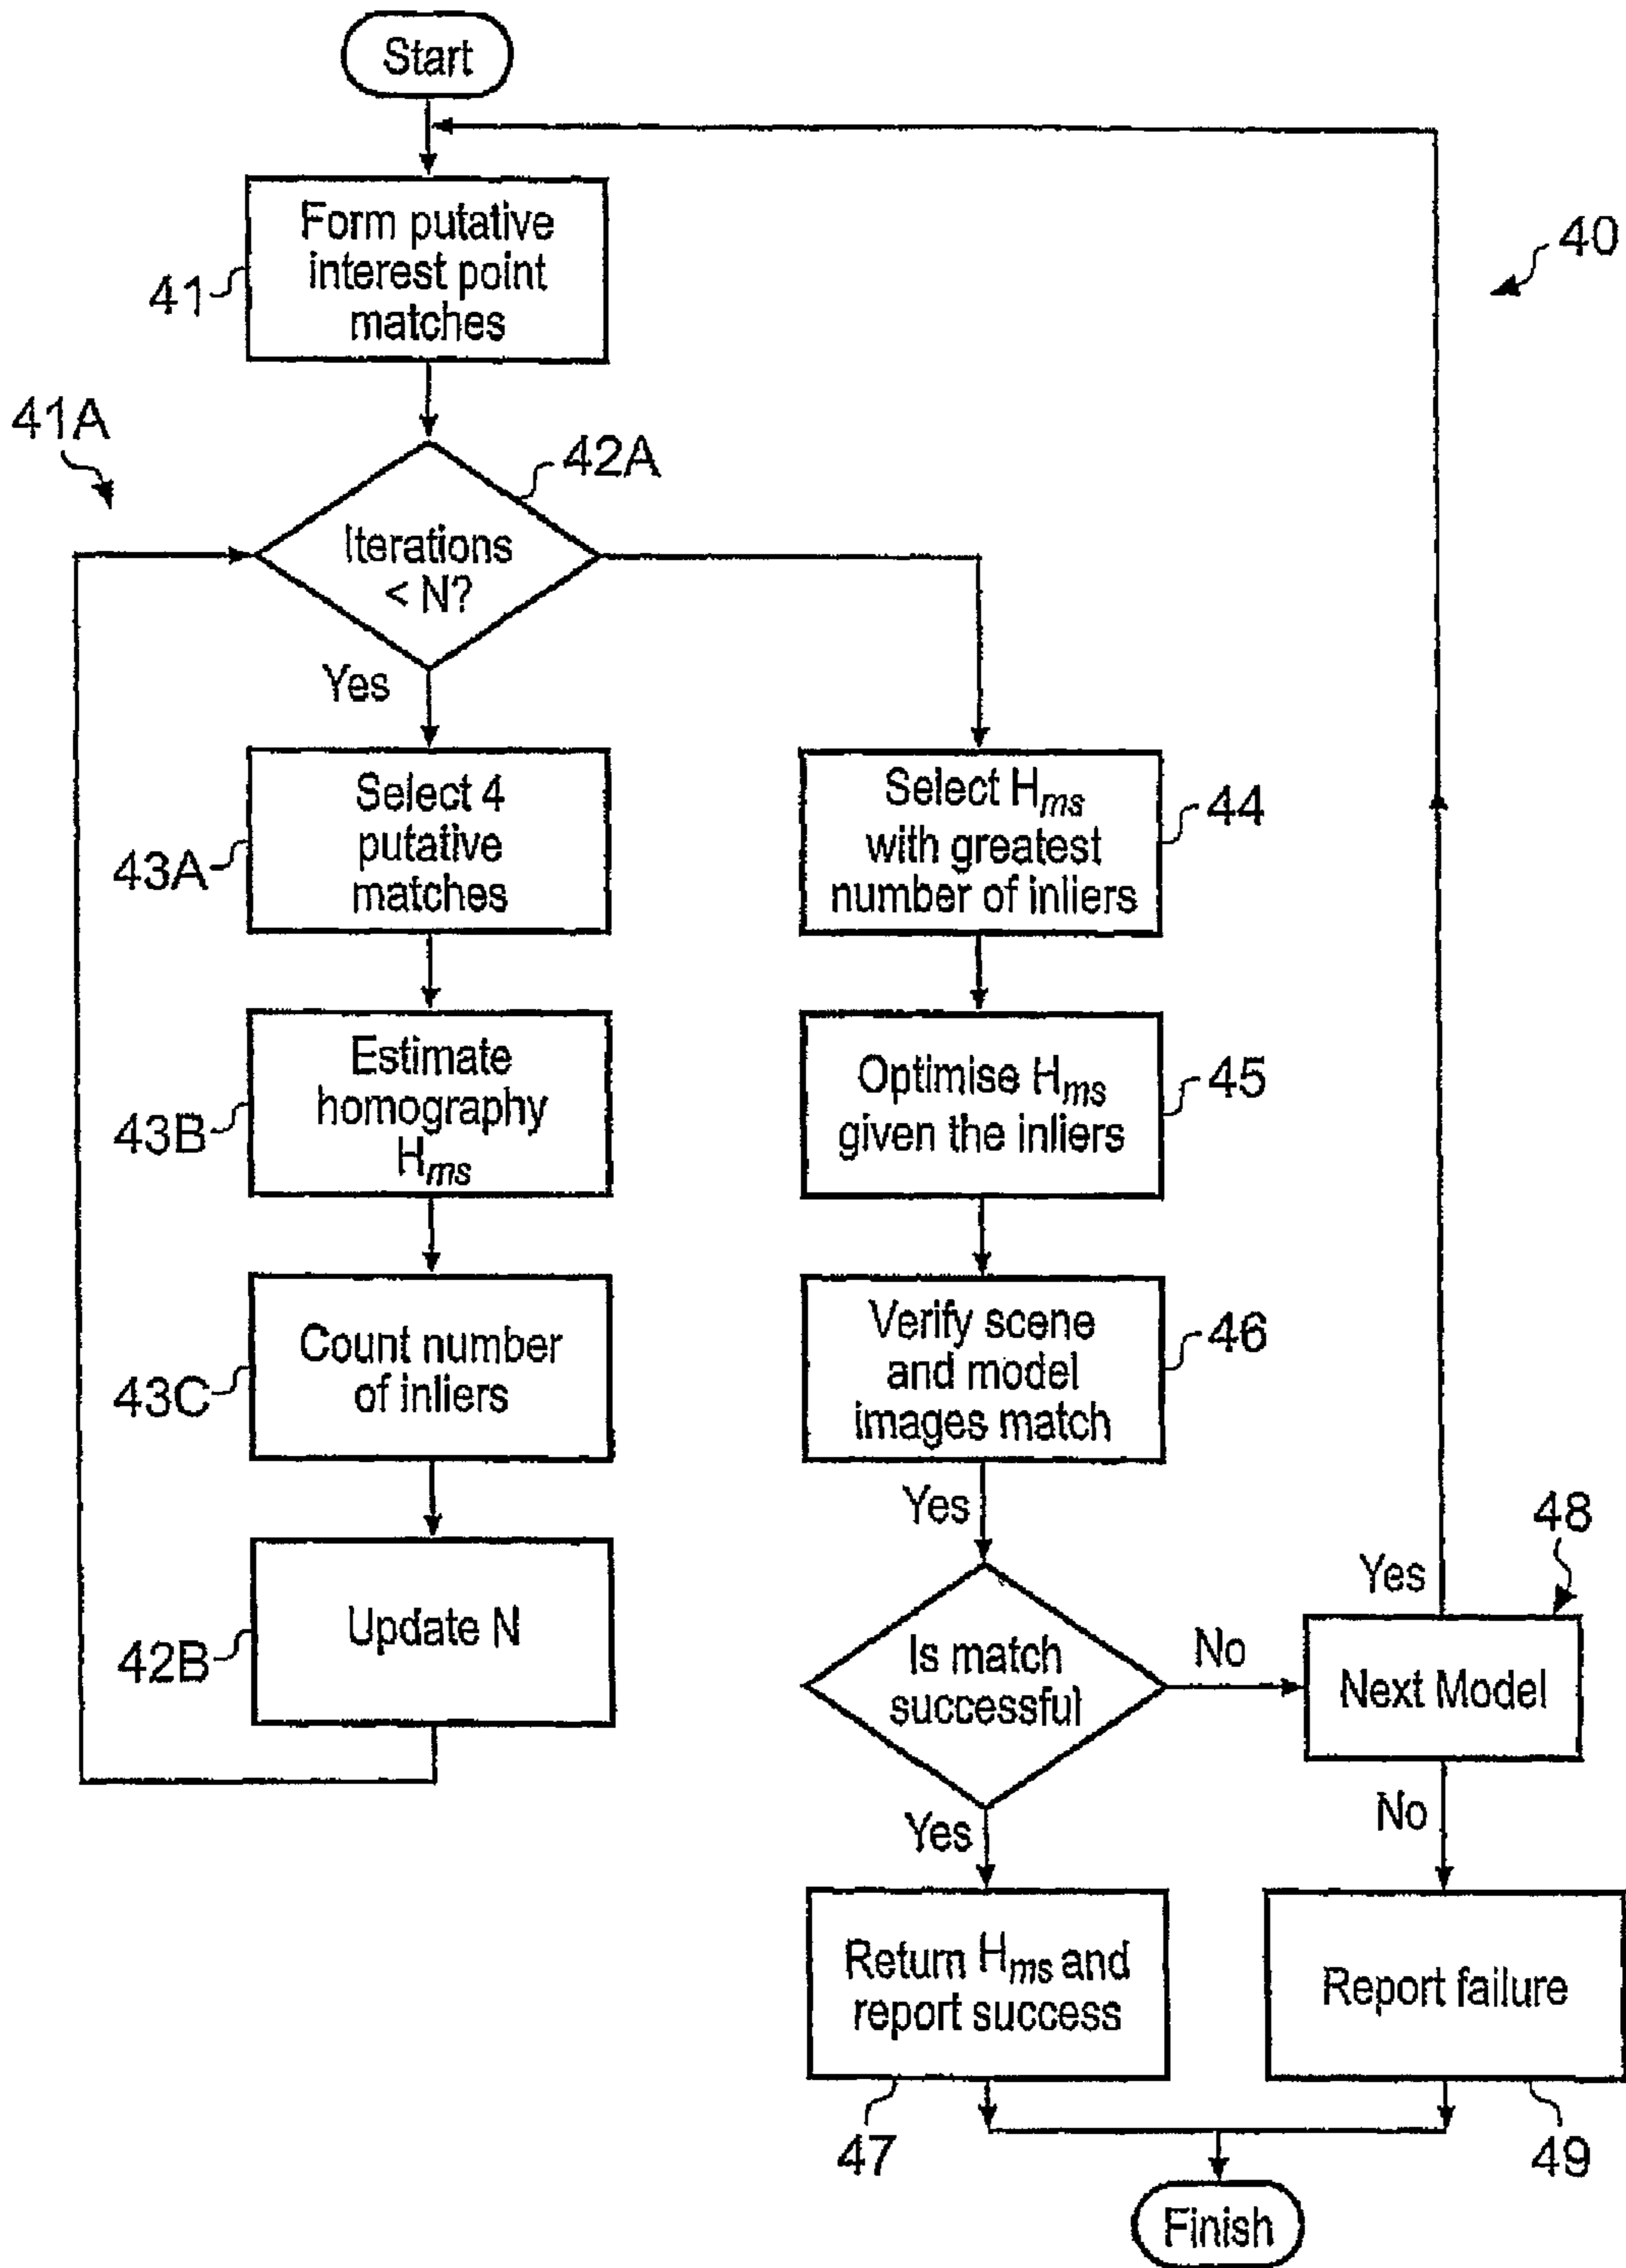 Start
40
Form putative
interest point
matches
41
41A
42A
Iterations
< N?
Yes
Select 4
putative
matches
43A
Select Hms
with greatest
number of inliers
44
Estimate
homography
Hms
43B
Optimise Hms
given the inliers
45
Count number
of inliers
43C
Verify scene
and model
images match
46
Yes
Update N
42B
Is match
successful
No
Yes
48
Next Model
Yes
No
Return Hms and
report success
Report failure
47
49
Finish